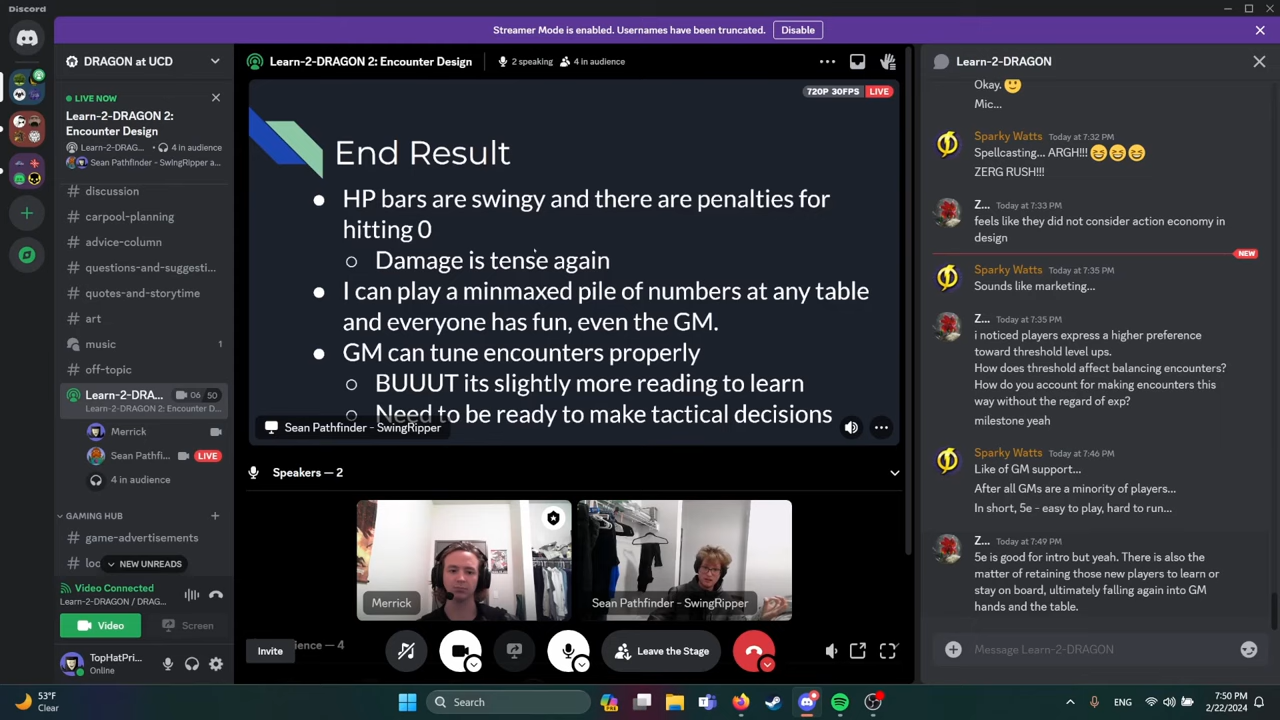 Discord
Streamer Mode is enabled. Usernames have been truncated.
Disable
DRAGON at UCD
LIVE NOW
Learn-2-DRAGON 2:
Encounter Design
Learn-2-DRAG...
4 in audience
Sean Pathfinder - SwingRipper a...
discussion
carpool-planning
advice-column
questions-and-suggesti...
quotes-and-storytime
art
music
1
off-topic
Learn-2-DRA...
06
50
Learn-2-DRAGON 2: Encounter D...
Merrick
Sean Pathfi...
LIVE
4 in audience
GAMING HUB
game-advertisements
loc
NEW UNREADS
Video Connected
Learn-2-DRAGON / DRAG...
Video
Screen
TopHatPri...
Online
Learn-2-DRAGON 2: Encounter Design
2 speaking
4 in audience
720P 30FPS
LIVE
End Result
HP bars are swingy and there are penalties for
hitting 0
Damage is tense again
I can play a minmaxed pile of numbers at any table
and everyone has fun, even the GM.
GM can tune encounters properly
BUUUT its slightly more reading to learn
Need to be ready to make tactical decisions
Sean Pathfinder - SwingRipper
Speakers — 2
Merrick
Sean Pathfinder - SwingRipper
Invite
ience — 4
Leave the Stage
Learn-2-DRAGON
Okay. 🙂
Mic...
Sparky Watts Today at 7:32 PM
Spellcasting... ARGH!!! 😆😆😆
ZERG RUSH!!!
Z... Today at 7:33 PM
feels like they did not consider action economy in
design
NEW
Sparky Watts Today at 7:35 PM
Sounds like marketing...
Z... Today at 7:35 PM
i noticed players express a higher preference
toward threshold level ups.
How does threshold affect balancing encounters?
How do you account for making encounters this
way without the regard of exp?
milestone yeah
Sparky Watts Today at 7:46 PM
Like of GM support...
After all GMs are a minority of players...
In short, 5e - easy to play, hard to run...
Z... Today at 7:49 PM
5e is good for intro but yeah. There is also the
matter of retaining those new players to learn or
stay on board, ultimately falling again into GM
hands and the table.
Message Learn-2-DRAGON
53°F
Clear
Search
ENG
7:50 PM
2/22/2024